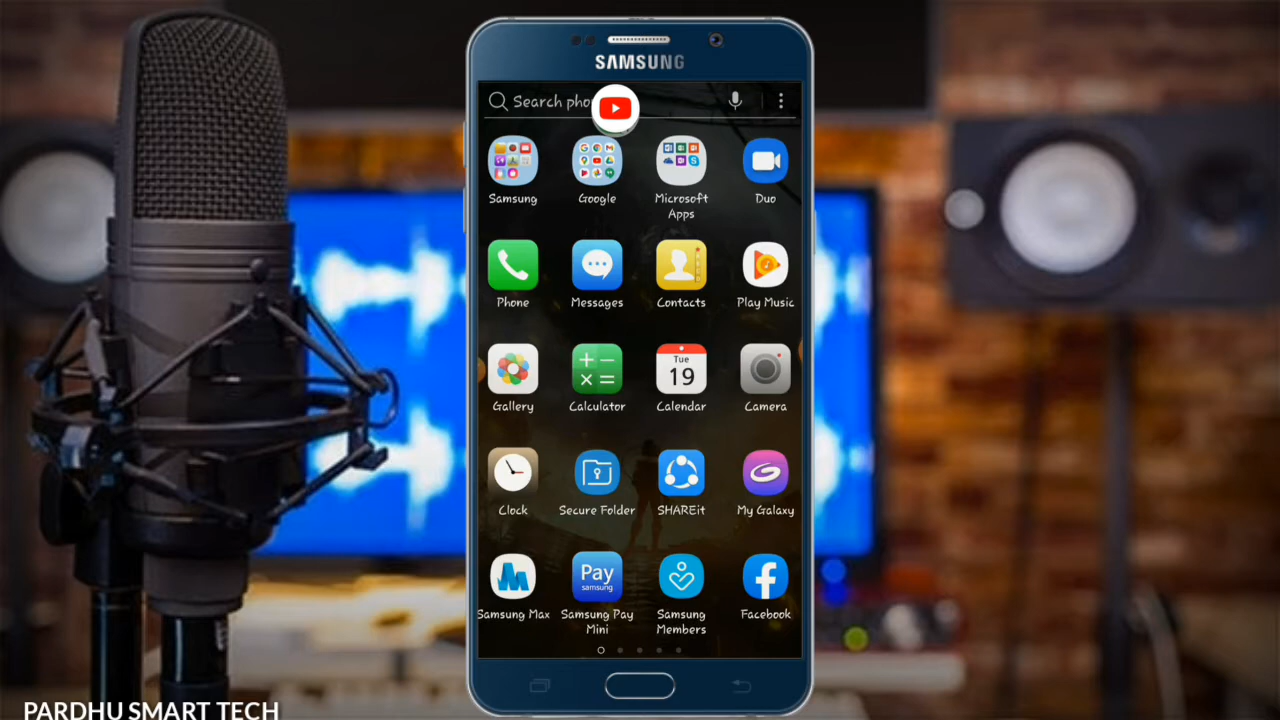 SAMSUNG
Search pho
Samsung
Google
Microsoft
Apps
Duo
Phone
Messages
Contacts
Play Music
Gallery
Calculator
Tue
19
Calendar
Camera
Clock
Secure Folder
SHAREit
My Galaxy
Samsung Max
Pay
samsung
Samsung Pay
Mini
Samsung
Members
Facebook
PARDHU SMART TECH